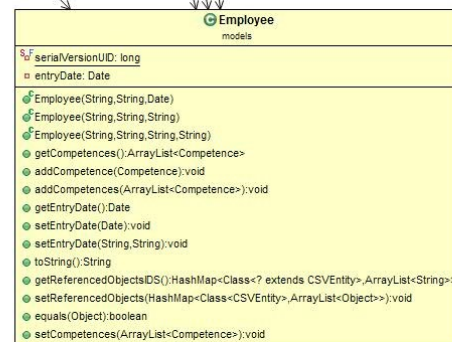 Employee
models
S F serialVersionUID: long
entryDate: Date
C Employee(String,String,Date)
C Employee(String,String,String)
C Employee(String,String,String,String)
getCompetences():ArrayList<Competence>
addCompetence(Competence):void
addCompetences(ArrayList<Competence>):void
getEntryDate():Date
setEntryDate(Date):void
setEntryDate(String,String):void
toString():String
getReferencedObjectsIDS():HashMap<Class<? extends CSVEntity>,ArrayList<String>>
setReferencedObjects(HashMap<Class<CSVEntity>,ArrayList<Object>>):void
equals(Object):boolean
setCompetences(ArrayList<Competence>):void